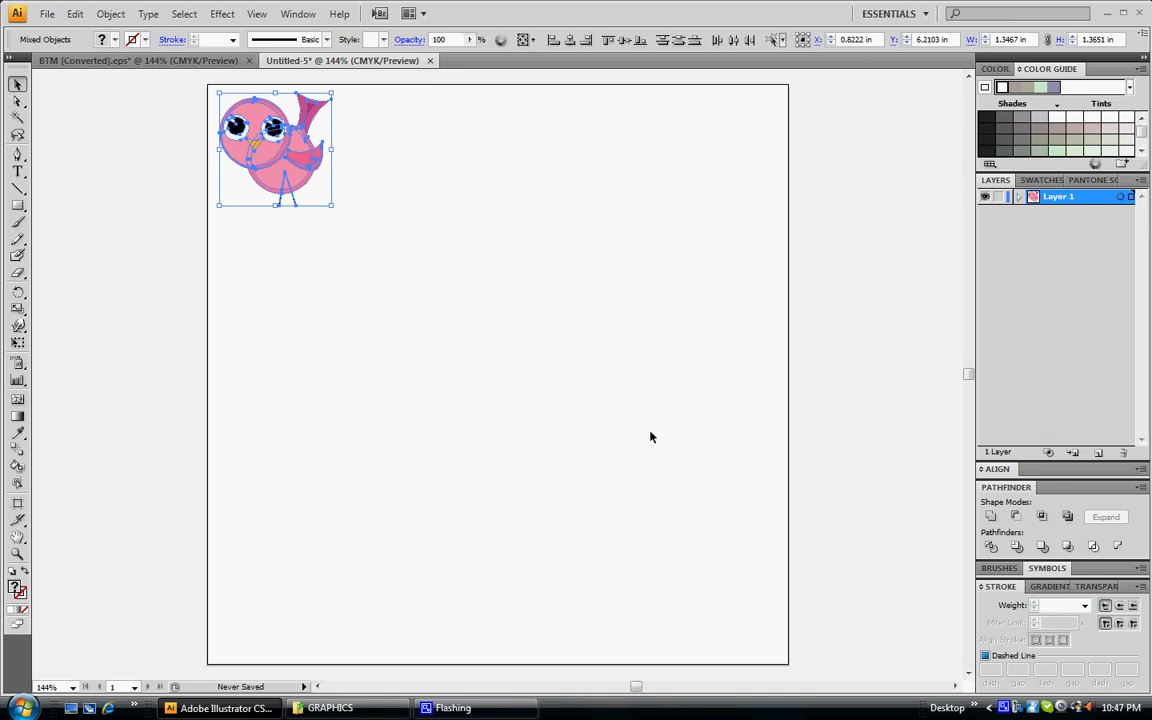 Ai File Edit Object Type Select Effect View Window Help Br ESSENTIALS
Mixed Objects ? Stroke: Basic Style: Opacity: 100 % X: 0.8222 in Y: 6.2103 in W: 1.3467 in H: 1.3651 in
BTM [Converted].eps* @ 144% (CMYK/Preview) Untitled-5* @ 144% (CMYK/Preview)
COLOR COLOR GUIDE
Shades Tints
LAYERS SWATCHES PANTONE SO
Layer 1
1 Layer
ALIGN
PATHFINDER
Shape Modes:
Expand
Pathfinders:
BRUSHES SYMBOLS
STROKE GRADIENT TRANSPAR
Weight:
Miter Limit: x
Align Stroke:
Dashed Line
dash gap dash gap dash gap
144% 1 Never Saved
Adobe Illustrator CS... GRAPHICS Flashing Desktop 10:47 PM